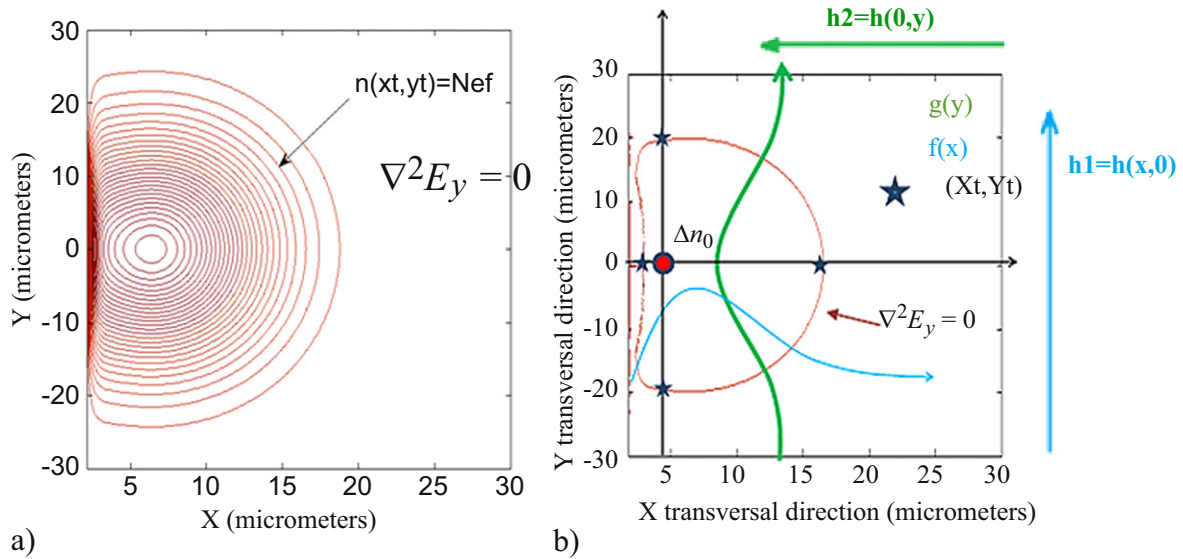 a)
30
20
10
0
-10
-20
-30
5
10
15
20
25
30
Y (micrometers)
X (micrometers)
n(xt,yt)=Nef
∇²E_y = 0
b)
h2=h(0,y)
30
20
10
0
-10
-20
-30
5
10
15
20
25
30
Y transversal direction (micrometers)
X transversal direction (micrometers)
g(y)
f(x)
(Xt,Yt)
Δn₀
∇²E_y = 0
h1=h(x,0)